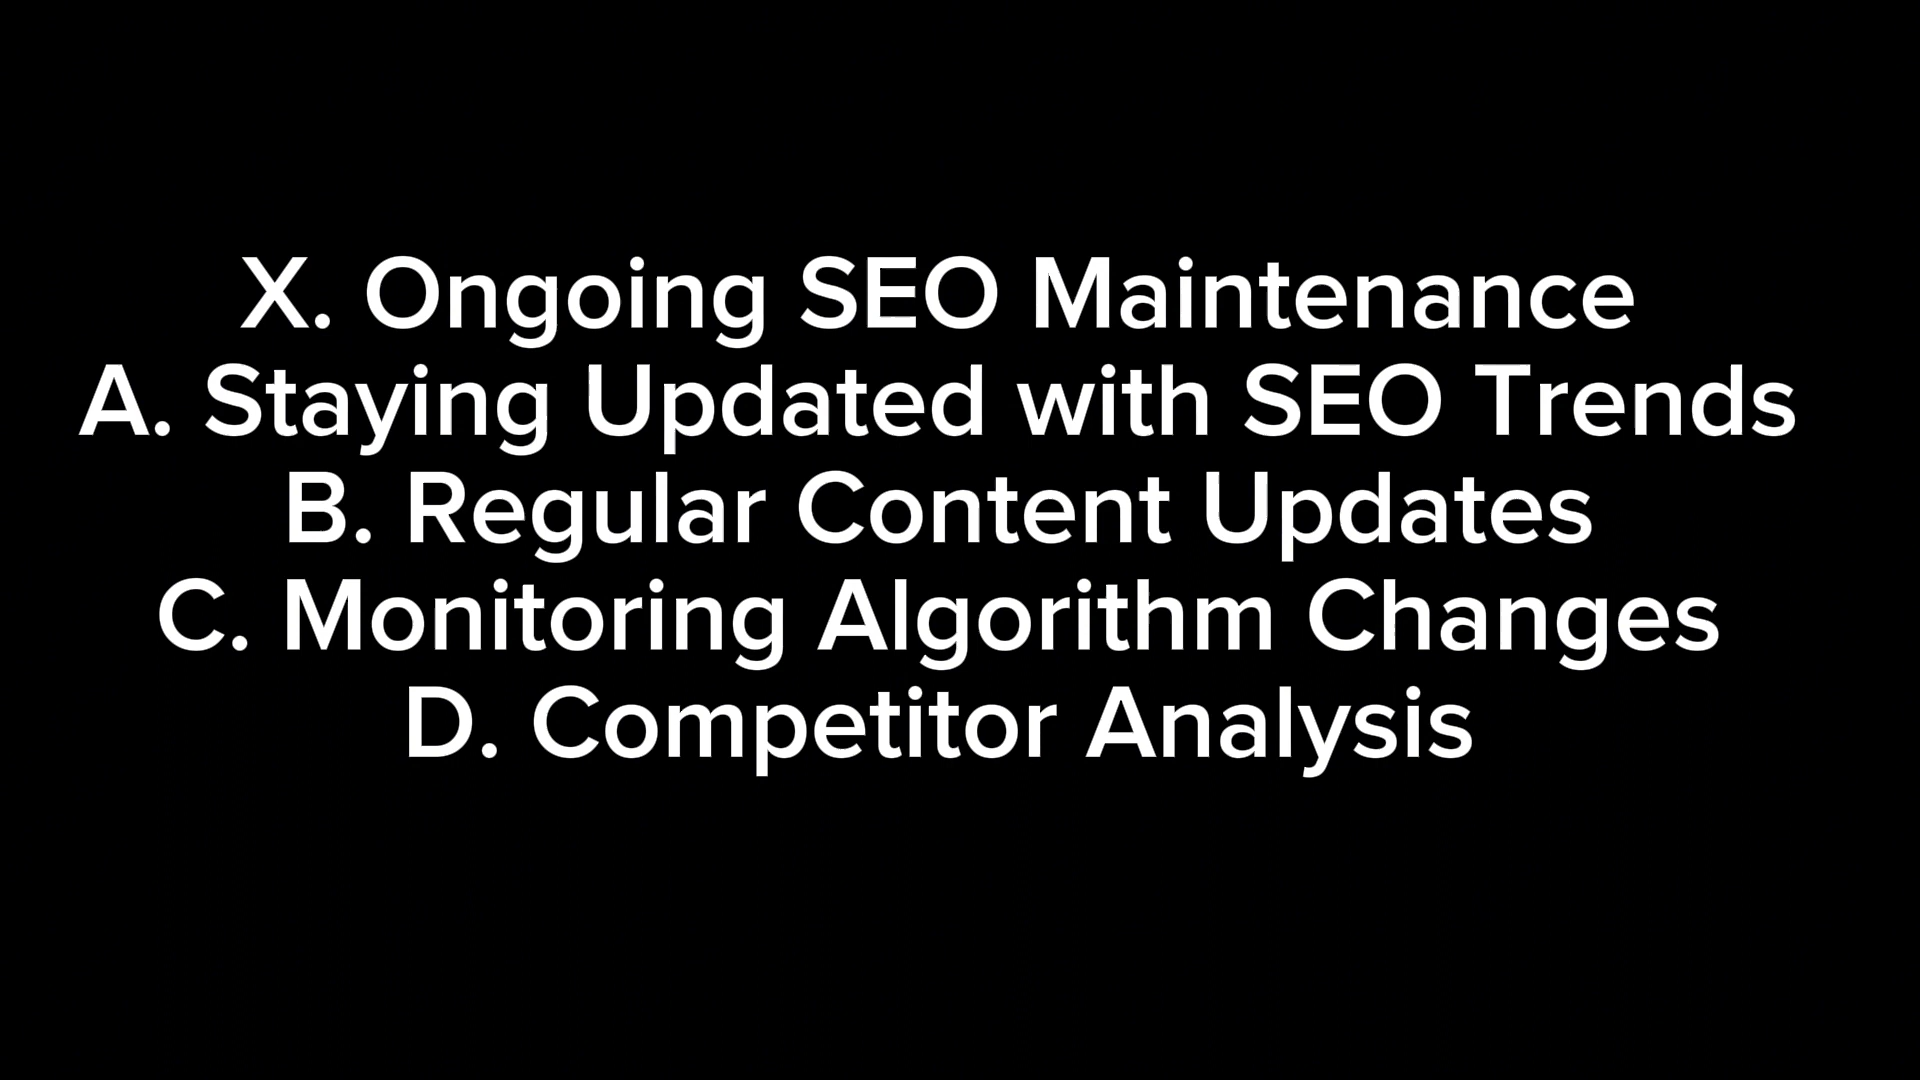 X. Ongoing SEO Maintenance
A. Staying Updated with SEO Trends
B. Regular Content Updates
C. Monitoring Algorithm Changes
D. Competitor Analysis